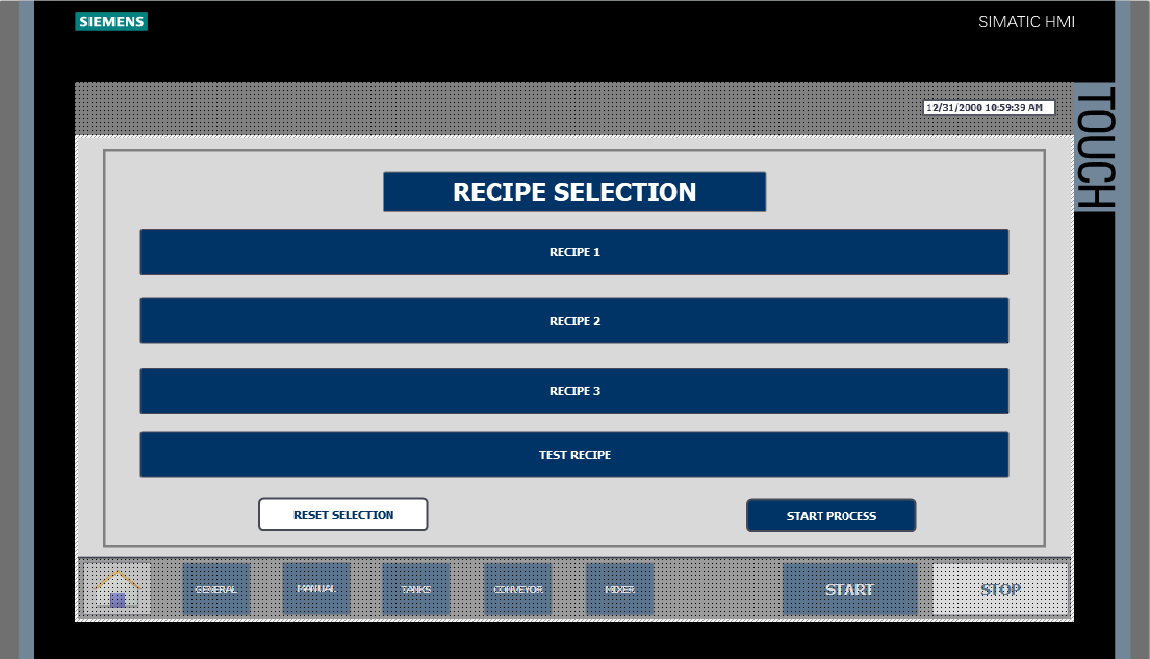 SIEMENS
SIMATIC HMI
12/31/2000 10:59:39 AM
TOUCH
RECIPE SELECTION
RECIPE 1
RECIPE 2
RECIPE 3
TEST RECIPE
RESET SELECTION
START PROCESS
GENERAL
MANUAL
TANKS
CONVEYOR
MIXER
START
STOP